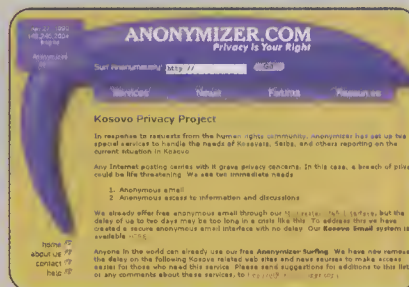 ANONYMIZER.COM
Privacy Is Your Right
Surf Anonymously! http://
Services News Forums Resources
Kosovo Privacy Project
In response to requests from the human rights community, Anonymizer has set up two
special services to handle the needs of Kosovars, Serbs, and others reporting on the
current situation in Kosovo
Any Internet posting carries with it grave privacy concerns. In this case, a breach of priva
could be life threatening. We see two immediate needs
1. Anonymous email
2. Anonymous access to information and discussions
We already offer free anonymous email through our but the
delay of up to two days may be too long in a crisis like this. To address this we have
created a secure anonymous email interface with no delay. Our Kosovo Email system is
available
Anyone in the world can already use our free Anonymizer Surfing. We have now remove
the delay on the following Kosovo related web sites and news sources to make access
easier for those who need this service. Please send suggestions for additions to this list
or any comments about these services, to
home
about us
contact
help